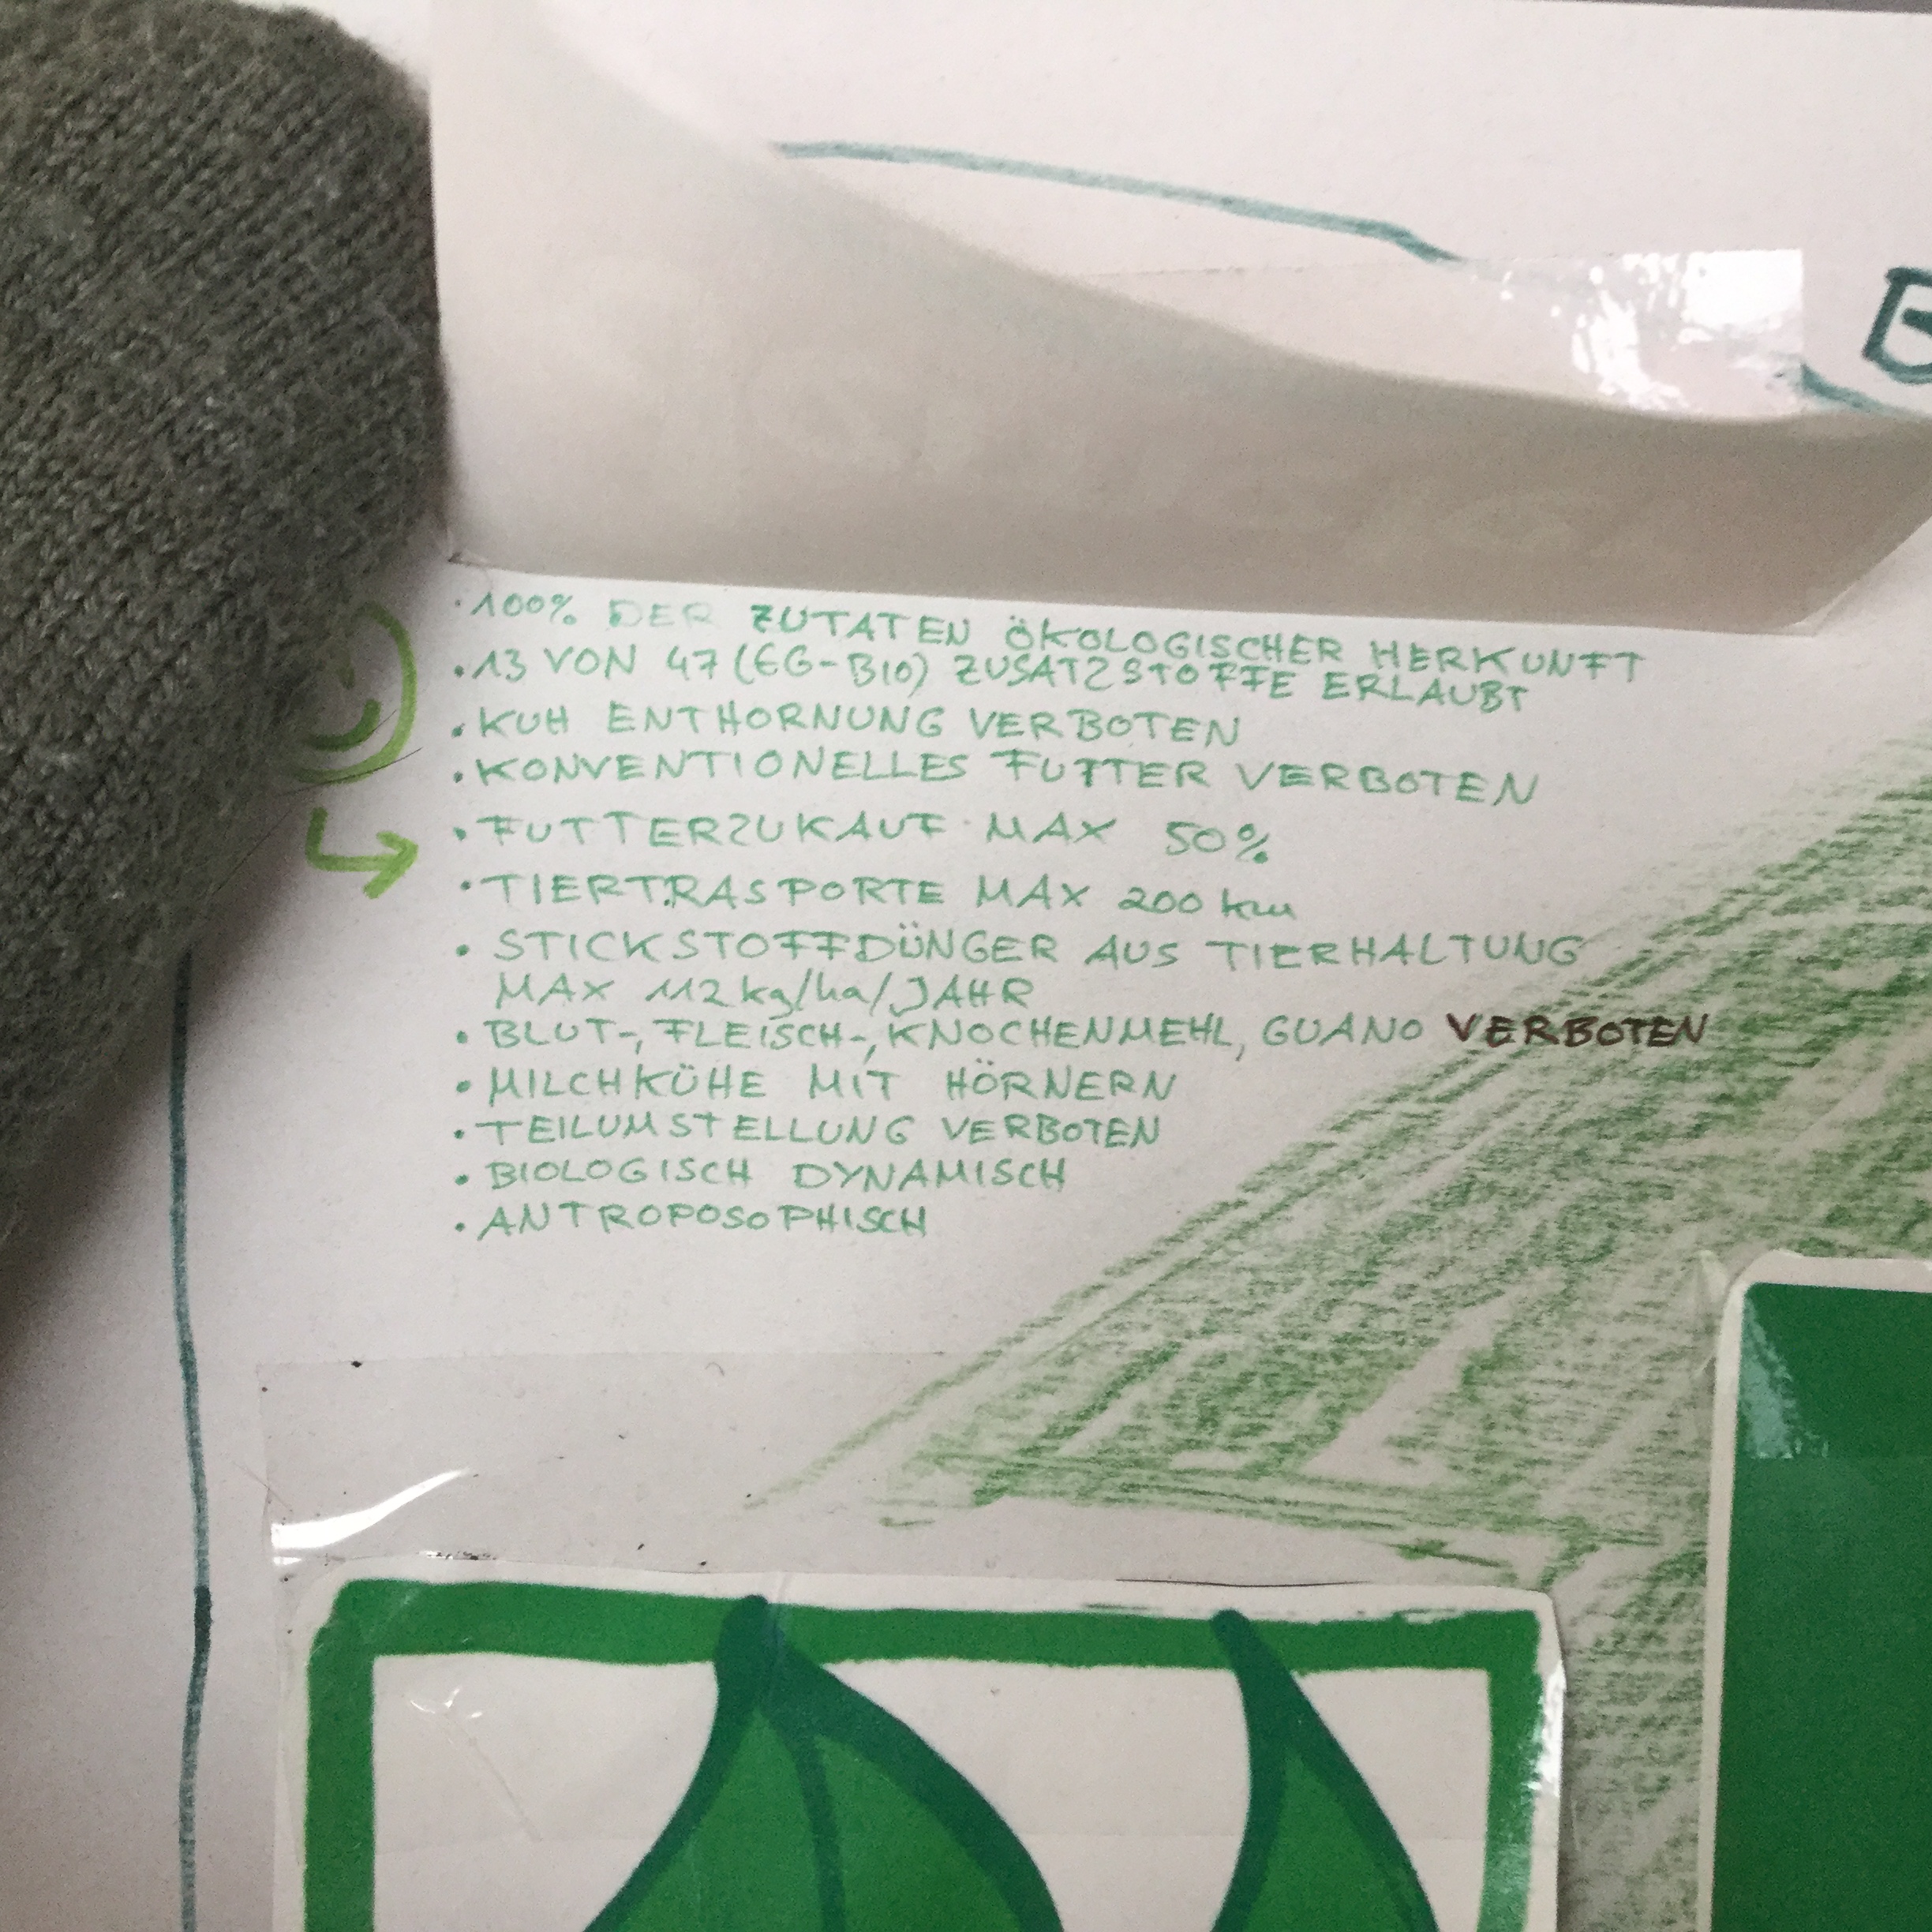 · 100% DER ZUTATEN ÖKOLOGISCHER HERKUNFT
· 13 VON 47 (EG-BIO) ZUSATZSTOFFE ERLAUBT
· KUH ENTHORNUNG VERBOTEN
· KONVENTIONELLES FUTTER VERBOTEN
· FUTTERZUKAUF MAX 50%
· TIERTRASPORTE MAX 200 km
· STICKSTOFFDÜNGER AUS TIERHALTUNG
MAX 112 kg/ha/JAHR
· BLUT-, FLEISCH-, KNOCHENMEHL, GUANO VERBOTEN
· MILCHKÜHE MIT HÖRNERN
· TEILUMSTELLUNG VERBOTEN
· BIOLOGISCH DYNAMISCH
· ANTROPOSOPHISCH